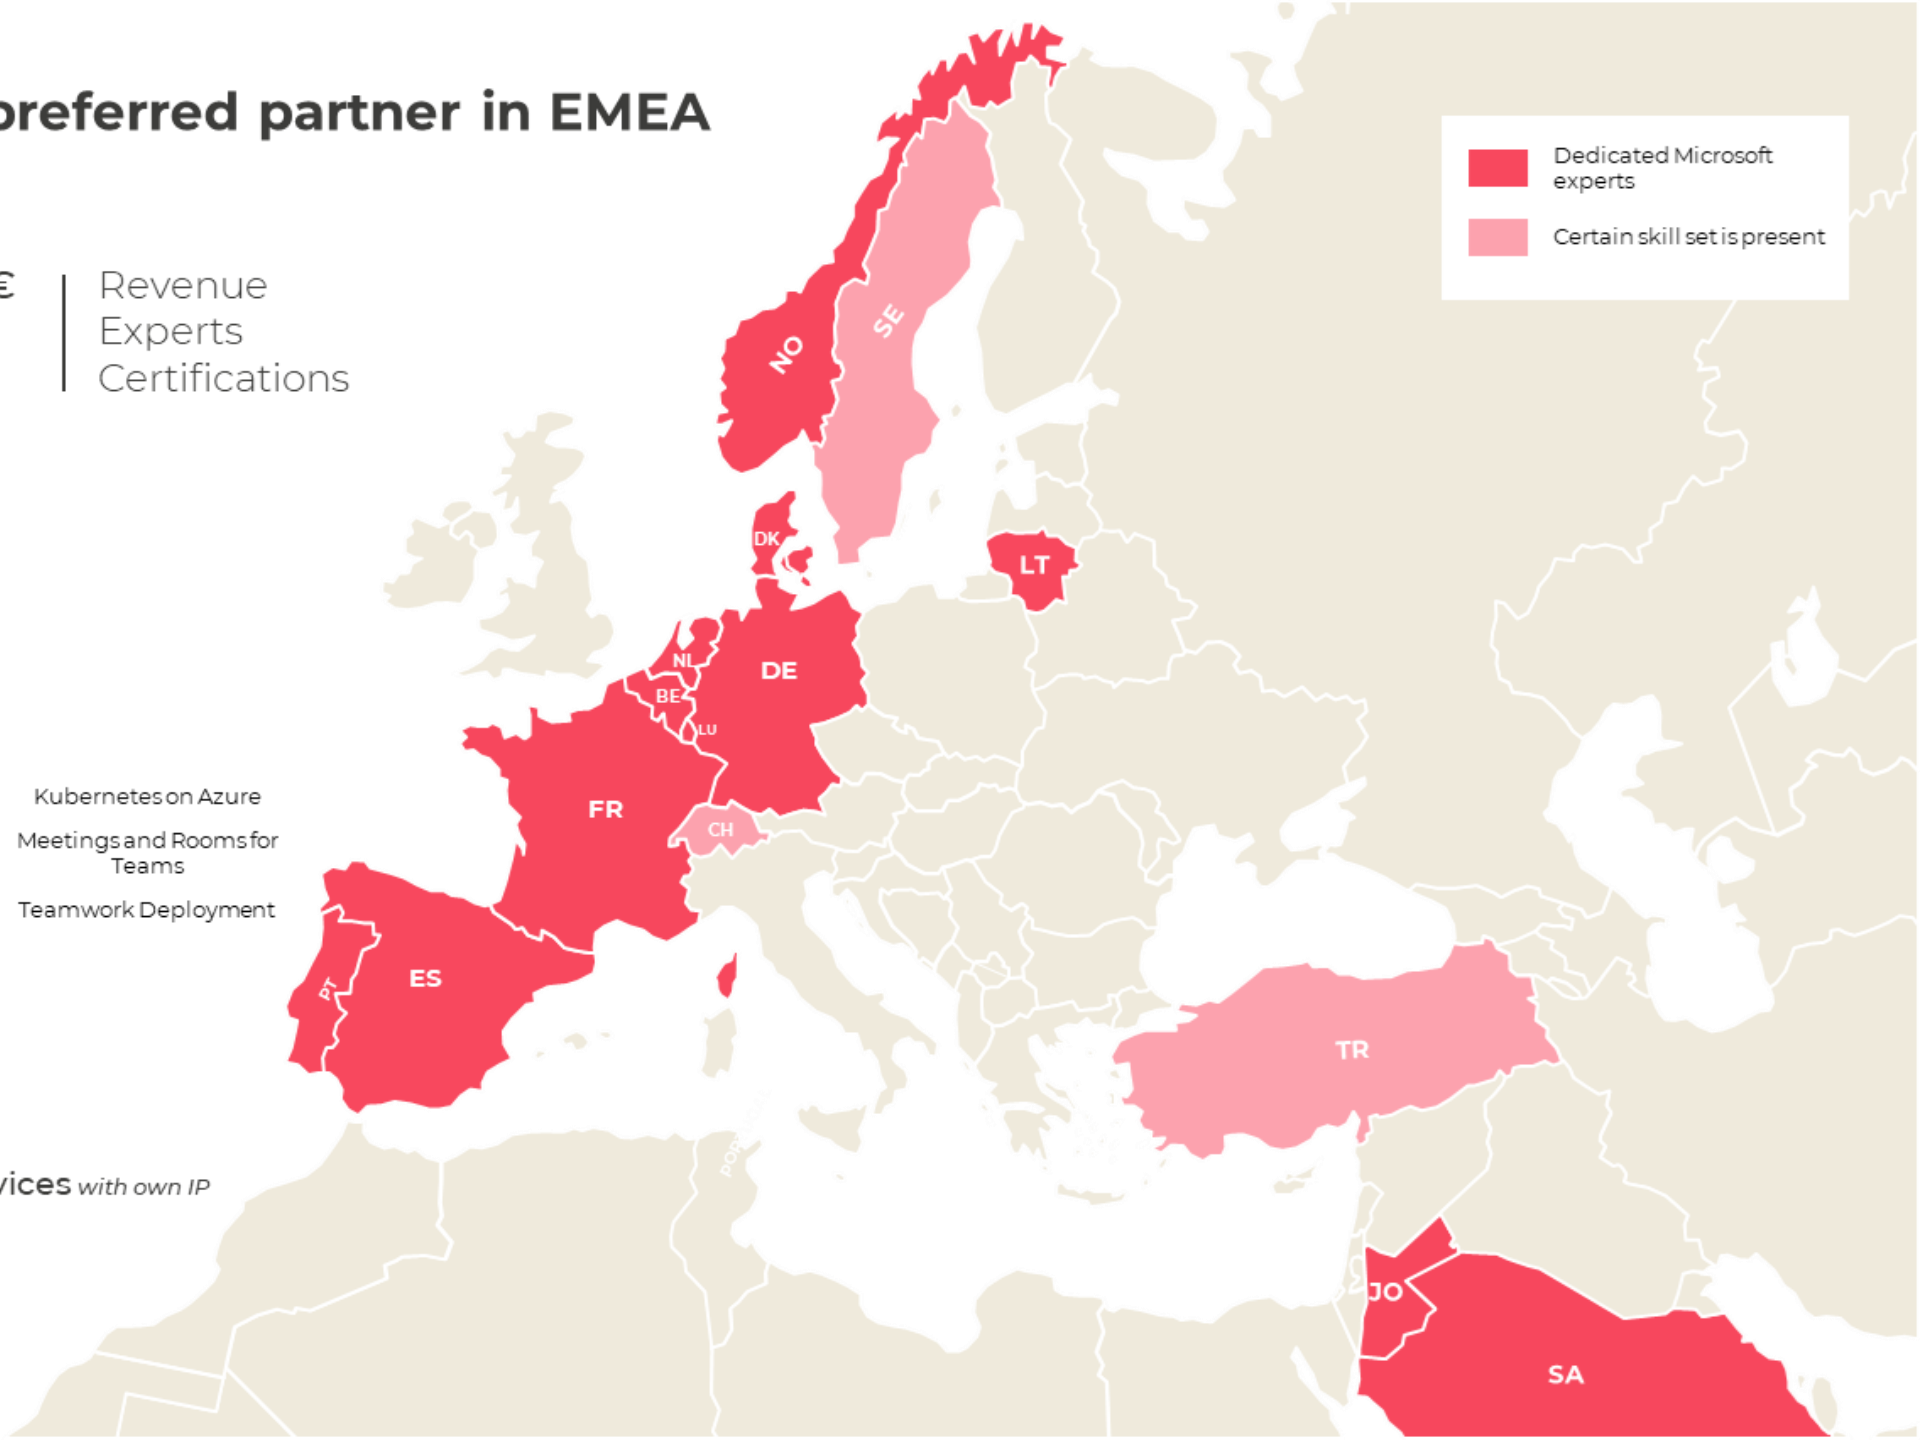 preferred partner in EMEA
€
Revenue
Experts
Certifications
Dedicated Microsoft
experts
Certain skill set is present
NO
SE
DK
LT
NL
DE
BE
LU
FR
CH
Kubernetes on Azure
Meetings and Rooms for
Teams
Teamwork Deployment
PT
ES
TR
vices with own IP
JO
SA